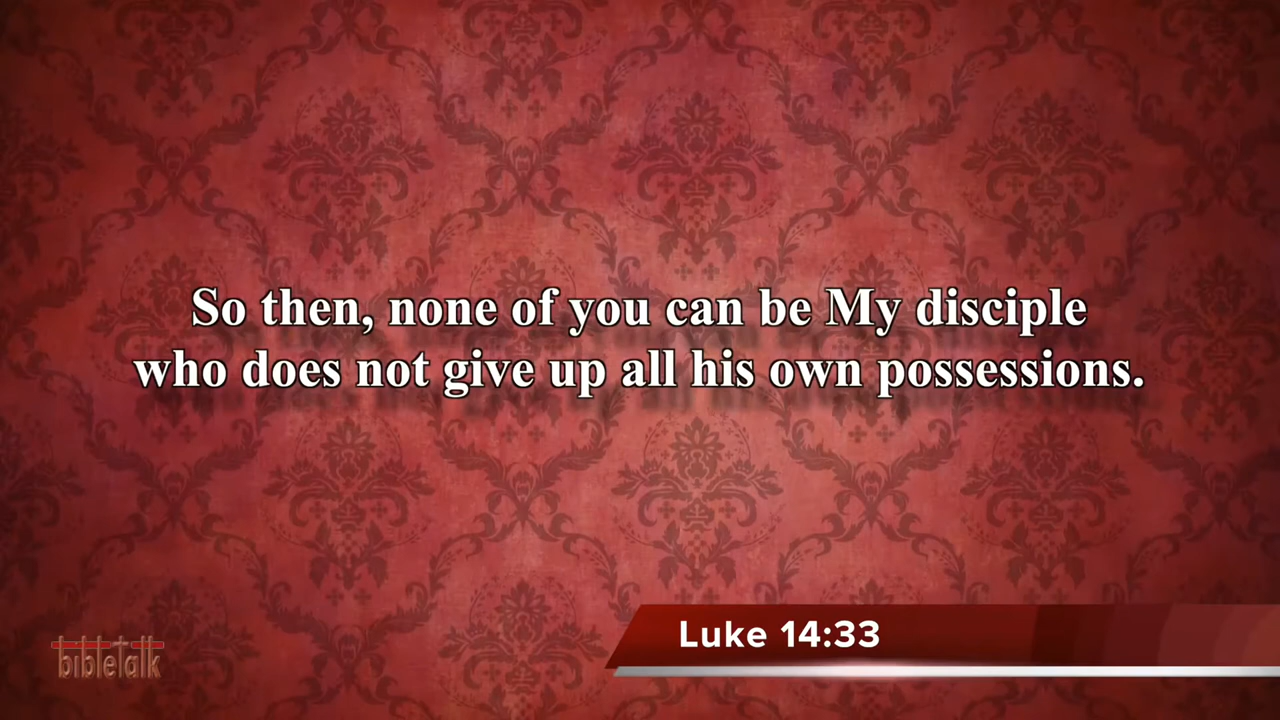 So then, none of you can be My disciple
who does not give up all his own possessions.
Luke 14:33
bibletalk